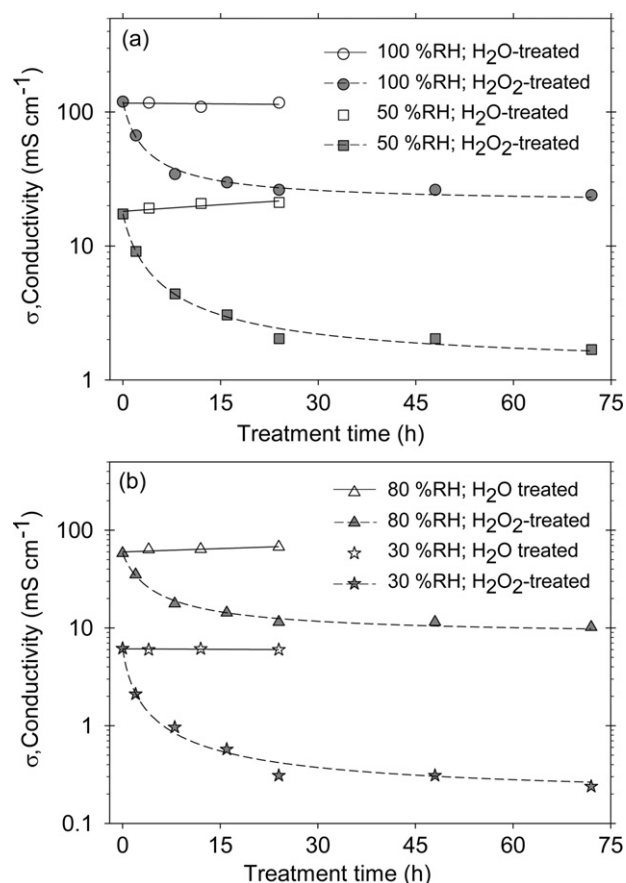 (a)
100 %RH; H₂O-treated
100 %RH; H₂O₂-treated
50 %RH; H₂O-treated
50 %RH; H₂O₂-treated
σ,Conductivity (mS cm⁻¹)
100
10
1
0 15 30 45 60 75
Treatment time (h)
(b)
80 %RH; H₂O treated
80 %RH; H₂O₂-treated
30 %RH; H₂O treated
30 %RH; H₂O₂-treated
σ,Conductivity (mS cm⁻¹)
100
10
1
0.1
0 15 30 45 60 75
Treatment time (h)